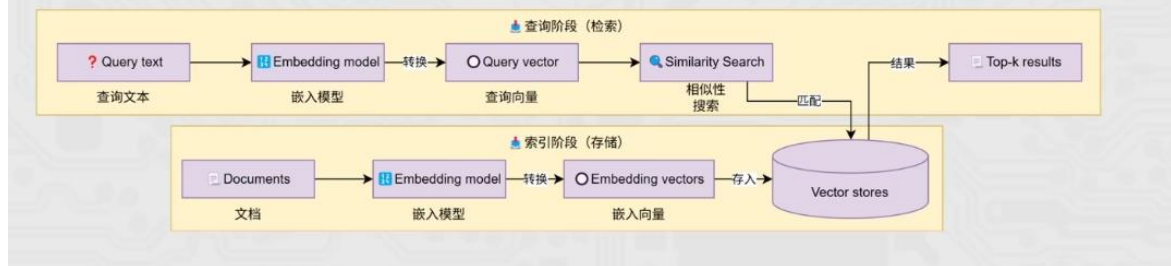 查询阶段（检索）
Query text
Embedding model
转换
Query vector
Similarity Search
结果
Top-k results
查询文本
嵌入模型
查询向量
相似性
搜索
匹配
索引阶段（存储）
Documents
Embedding model
转换
Embedding vectors
存入
Vector stores
文档
嵌入模型
嵌入向量